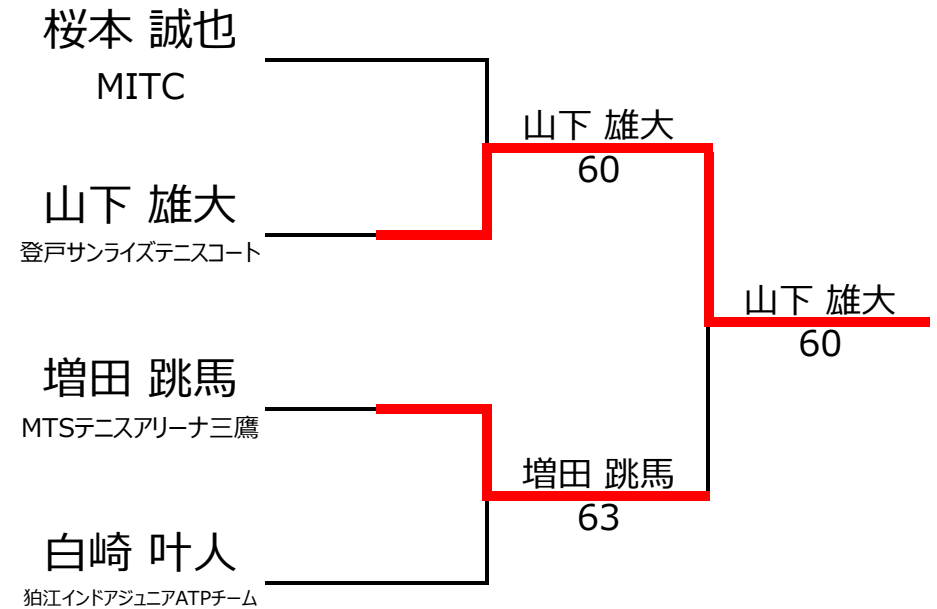 桜本 誠也
MITC
山下 雄大
60
山下 雄大
登戸サンライズテニスコート
山下 雄大
60
増田 跳馬
MTSテニスアリーナ三鷹
増田 跳馬
63
白崎 叶人
狛江インドアジュニアATPチーム